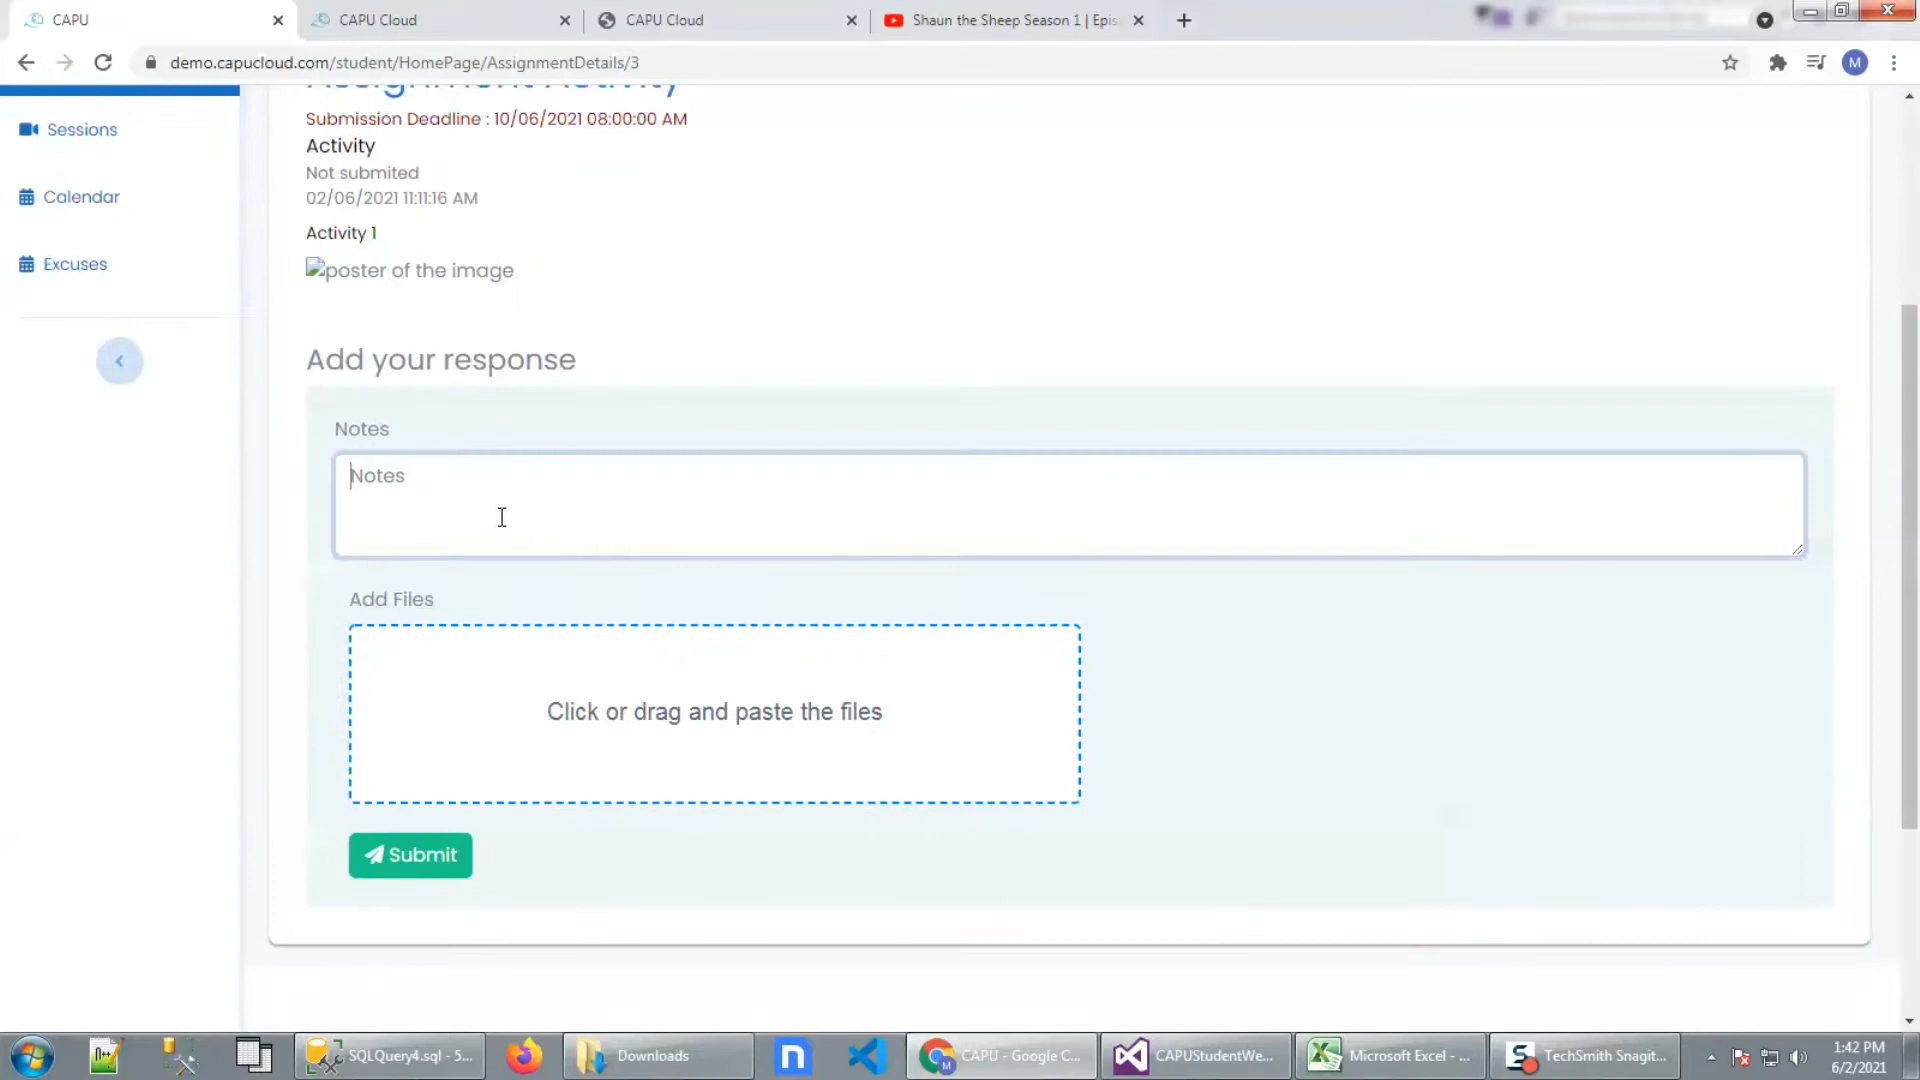 CAPU
CAPU Cloud
CAPU Cloud
Shaun the Sheep Season 1 | Epis
demo.capucloud.com/student/HomePage/AssignmentDetails/3
M
Sessions
Calendar
Excuses
Assignment Activity
Submission Deadline : 10/06/2021 08:00:00 AM
Activity
Not submited
02/06/2021 11:11:16 AM
Activity 1
poster of the image
Add your response
Notes
Notes
Add Files
Click or drag and paste the files
Submit
SQLQuery4.sql - 5...
Downloads
CAPU - Google C...
CAPUStudentWe...
Microsoft Excel - ...
TechSmith Snagit...
1:42 PM
6/2/2021